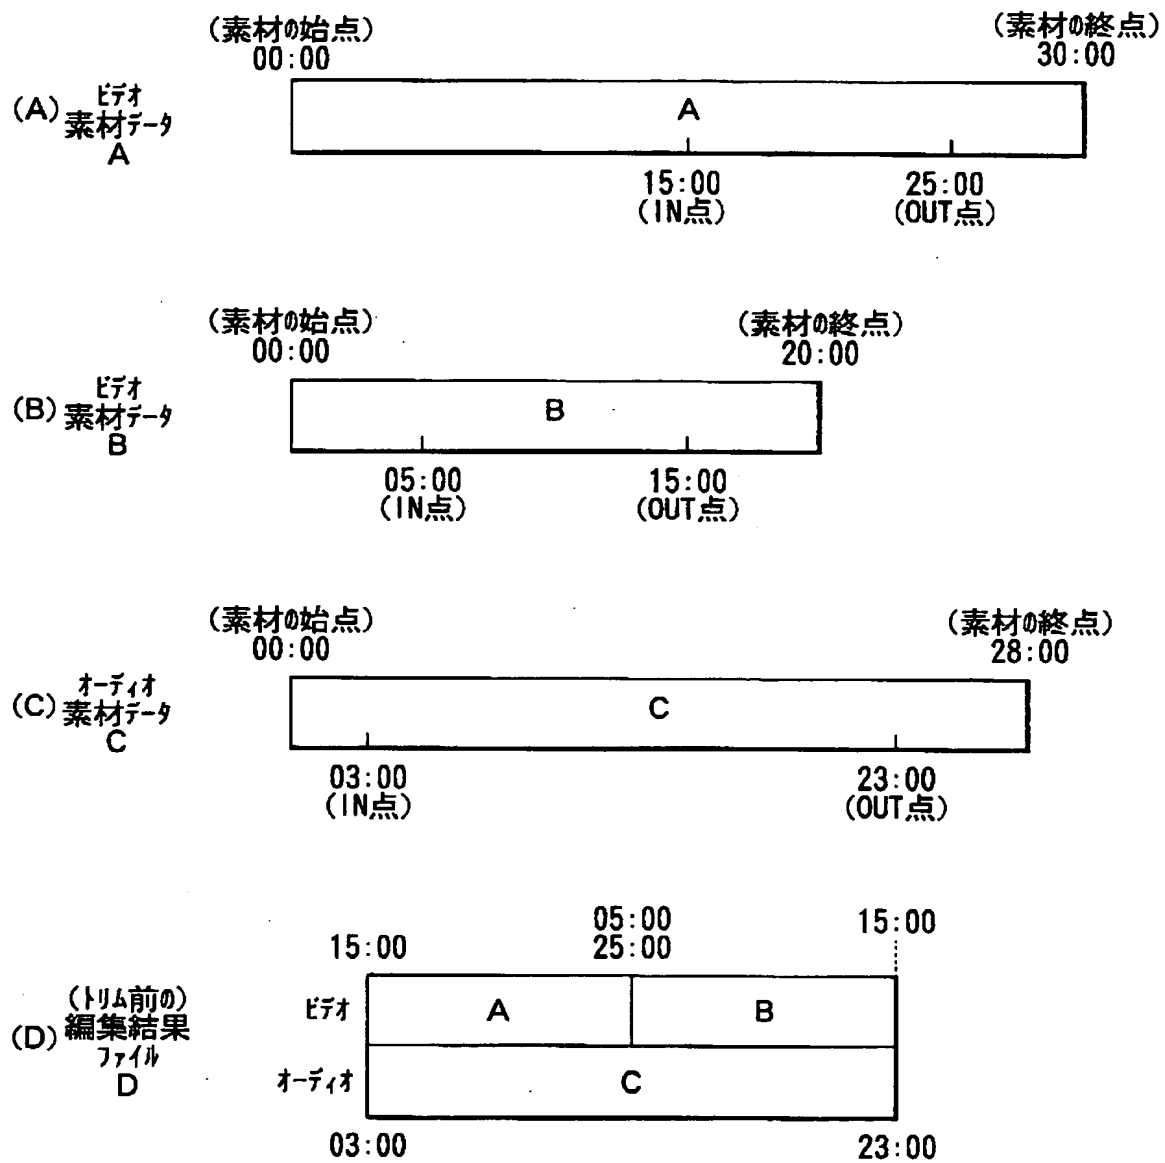 (素材の始点)
00:00
(素材の終点)
30:00
(A)
ビデオ
素材データ
A
A
15:00
(IN点)
25:00
(OUT点)
(素材の始点)
00:00
(素材の終点)
20:00
(B)
ビデオ
素材データ
B
B
05:00
(IN点)
15:00
(OUT点)
(素材の始点)
00:00
(素材の終点)
28:00
(C)
オーディオ
素材データ
C
C
03:00
(IN点)
23:00
(OUT点)
15:00
05:00
25:00
15:00
(D)
(トリム前の)
編集結果
ファイル
D
ビデオ
A
B
オーディオ
C
03:00
23:00